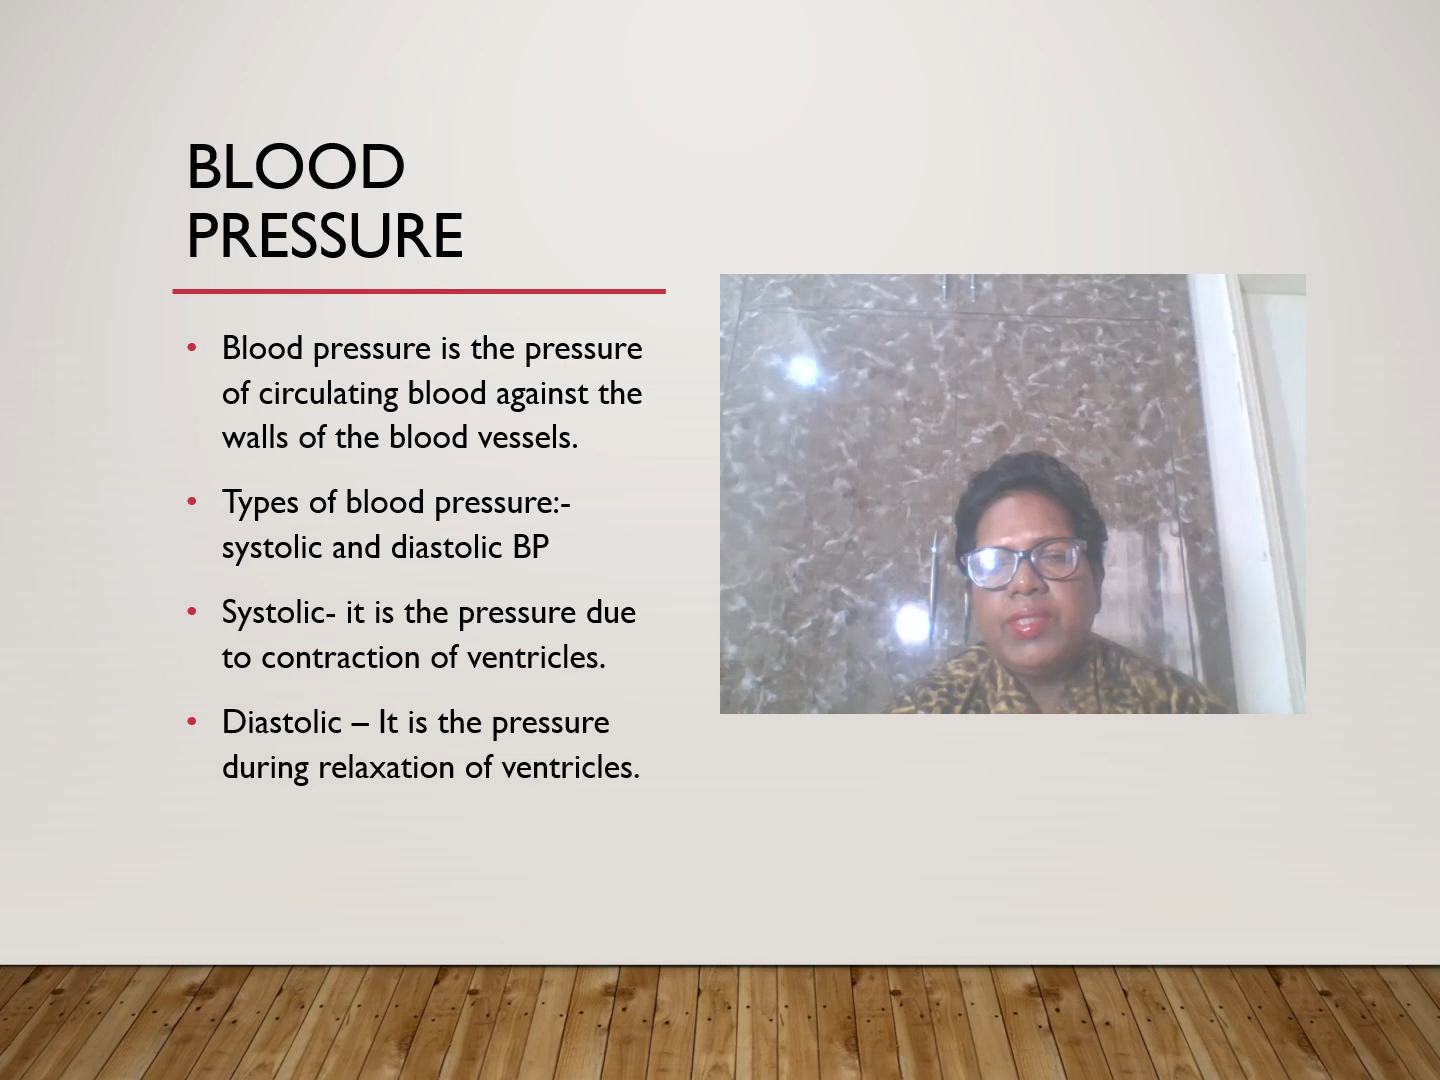 BLOOD
PRESSURE
• Blood pressure is the pressure
of circulating blood against the
walls of the blood vessels.
• Types of blood pressure:-
systolic and diastolic BP
• Systolic- it is the pressure due
to contraction of ventricles.
• Diastolic – It is the pressure
during relaxation of ventricles.